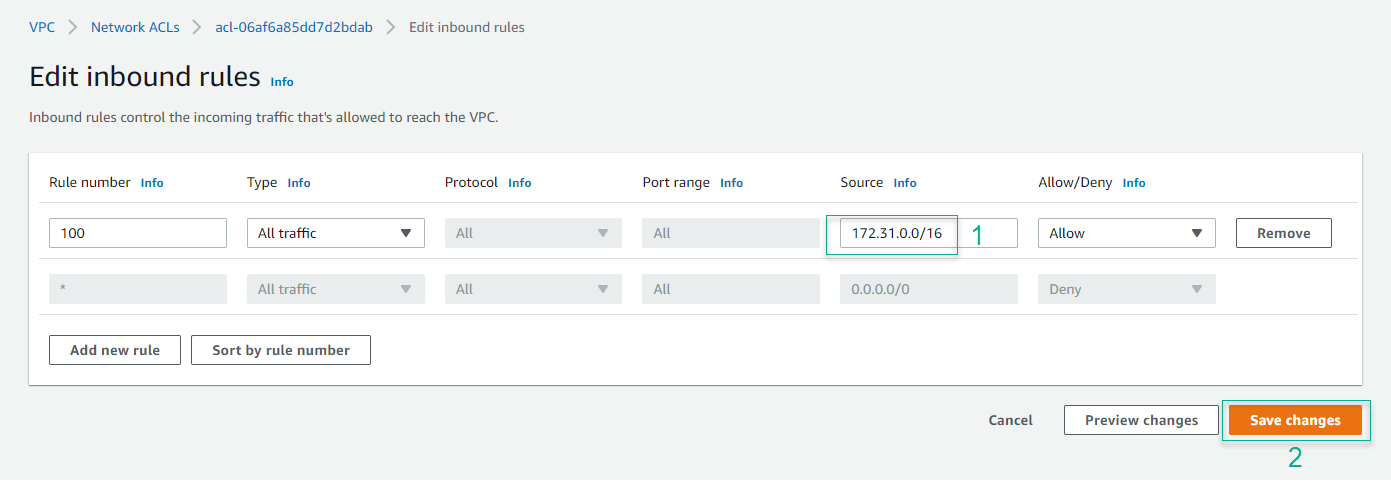 VPC > Network ACLs > acl-06af6a85dd7d2bdab > Edit inbound rules
Edit inbound rules Info
Inbound rules control the incoming traffic that's allowed to reach the VPC.
Rule number Info Type Info Protocol Info Port range Info Source Info Allow/Deny Info
100 All traffic All All 172.31.0.0/16 1 Allow Remove
* All traffic All All 0.0.0.0/0 Deny
Add new rule Sort by rule number
Cancel Preview changes Save changes
2